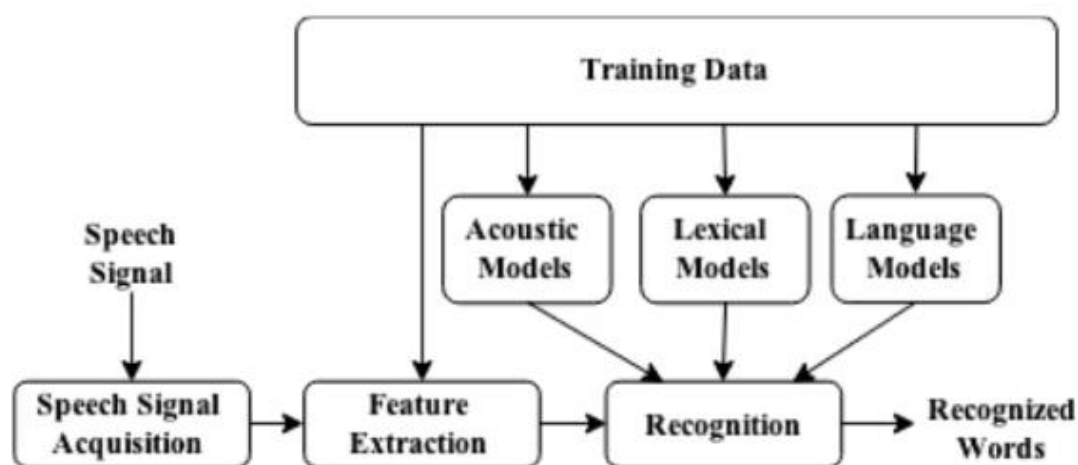 Training Data
Acoustic
Models
Lexical
Models
Language
Models
Speech
Signal
Speech Signal
Acquisition
Feature
Extraction
Recognition
Recognized
Words